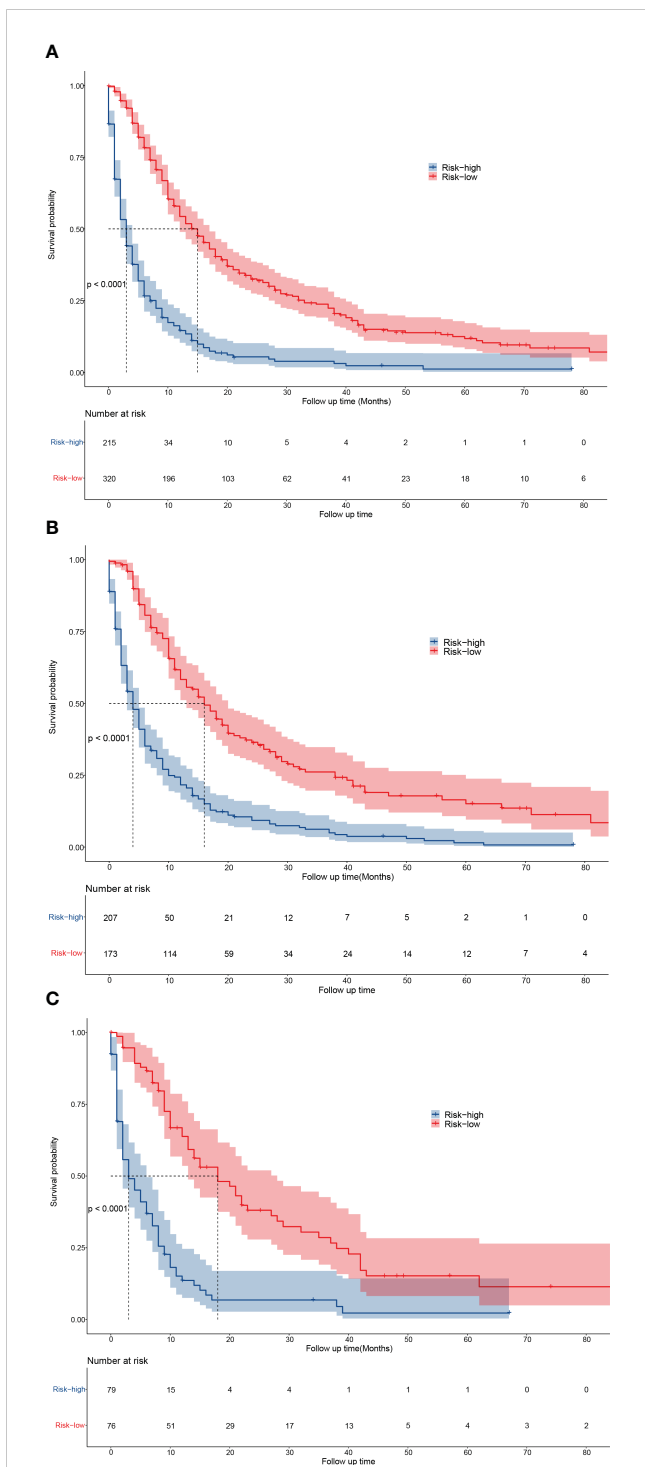 A
1.00
0.75
0.50
0.25
0.00
Survival probability
p < 0.0001
Risk-high
Risk-low
0 10 20 30 40 50 60 70 80
Follow up time (Months)
Number at risk
Risk-high 215 34 10 5 4 2 1 1 0
Risk-low 320 196 103 62 41 23 18 10 6
0 10 20 30 40 50 60 70 80
Follow up time
B
1.00
0.75
0.50
0.25
0.00
Survival probability
p < 0.0001
Risk-high
Risk-low
0 10 20 30 40 50 60 70 80
Follow up time(Months)
Number at risk
Risk-high 207 50 21 12 7 5 2 1 0
Risk-low 173 114 59 34 24 14 12 7 4
0 10 20 30 40 50 60 70 80
Follow up time
C
1.00
0.75
0.50
0.25
0.00
Survival probability
p < 0.0001
Risk-high
Risk-low
0 10 20 30 40 50 60 70 80
Follow up time(Months)
Number at risk
Risk-high 79 15 4 4 1 1 1 0 0
Risk-low 76 51 29 17 13 5 4 3 2
0 10 20 30 40 50 60 70 80
Follow up time